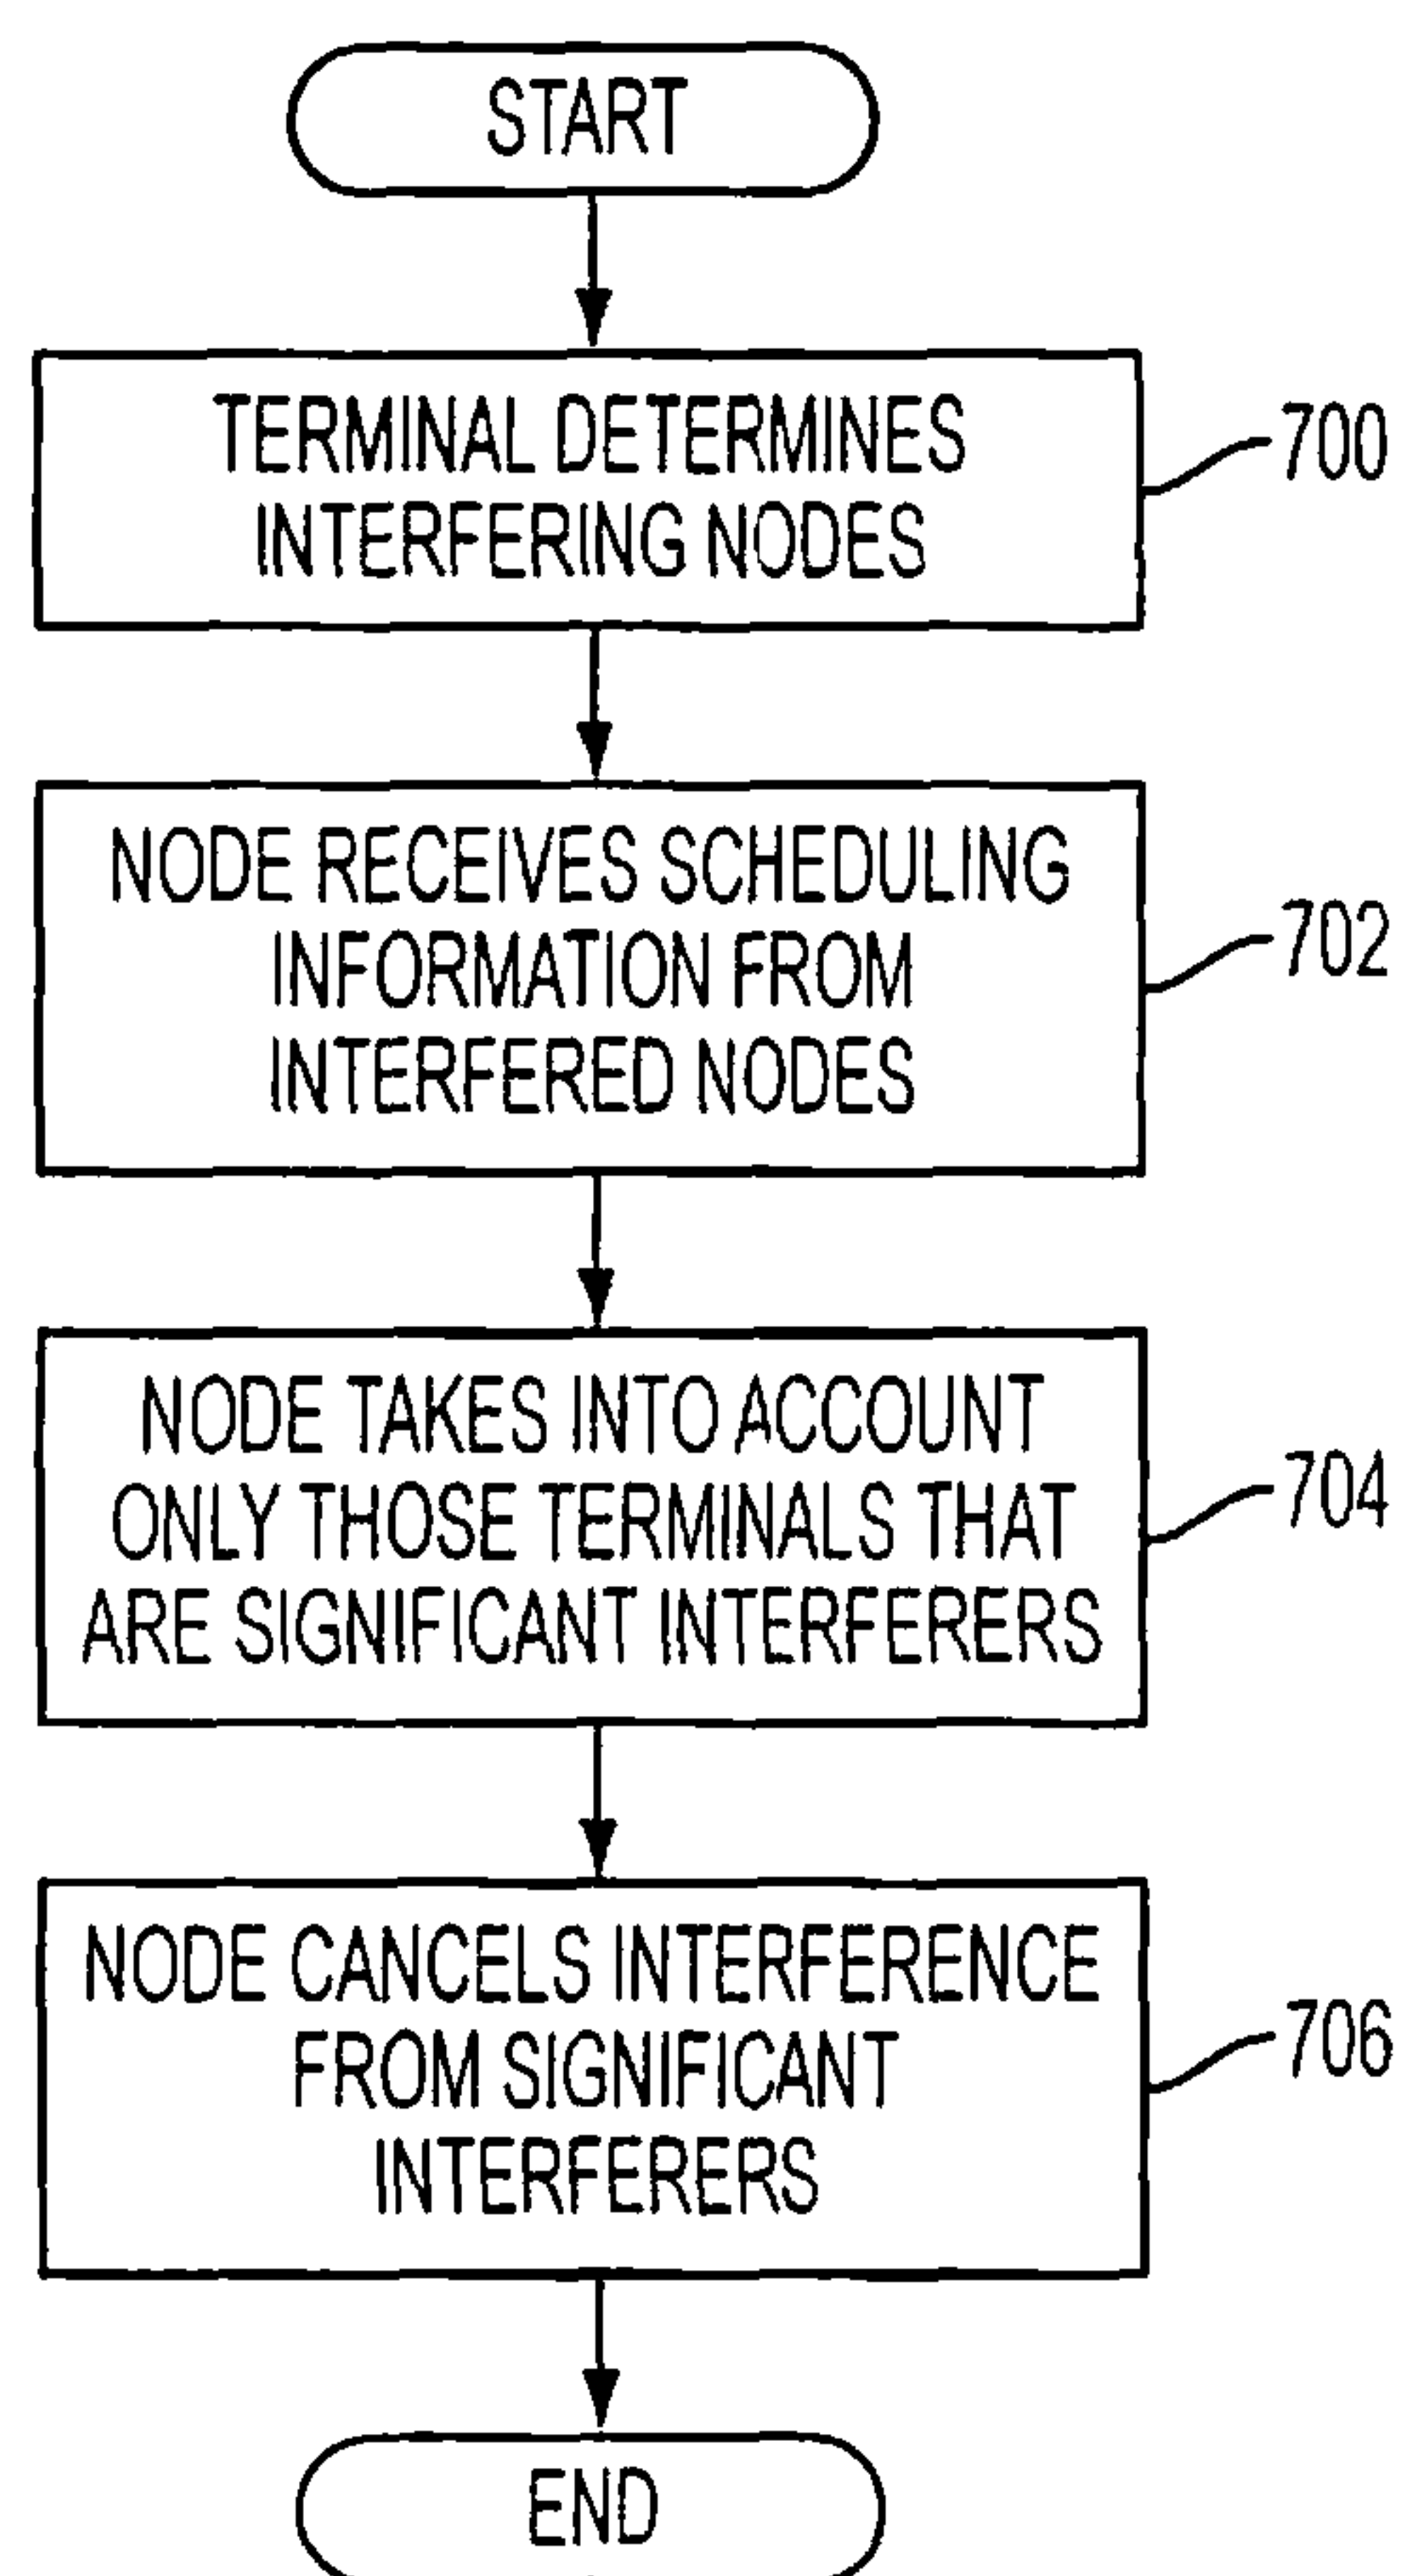 START
TERMINAL DETERMINES
INTERFERING NODES
700
NODE RECEIVES SCHEDULING
INFORMATION FROM
INTERFERED NODES
702
NODE TAKES INTO ACCOUNT
ONLY THOSE TERMINALS THAT
ARE SIGNIFICANT INTERFERERS
704
NODE CANCELS INTERFERENCE
FROM SIGNIFICANT
INTERFERERS
706
END